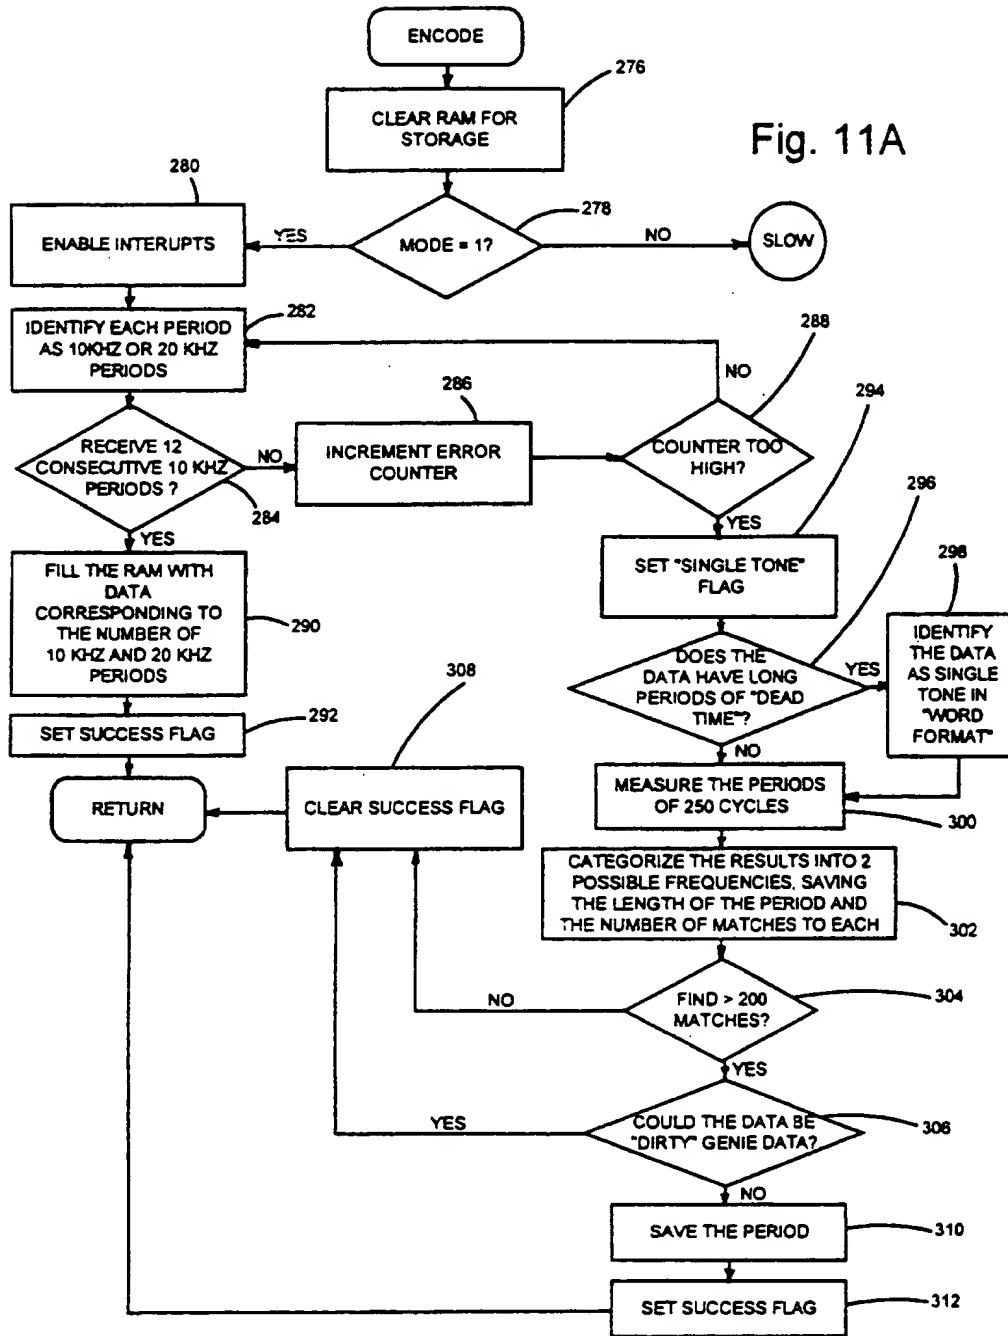 ENCODE
276
CLEAR RAM FOR
STORAGE
Fig. 11A
280
278
ENABLE INTERUPTS
YES
MODE = 1?
NO
SLOW
282
IDENTIFY EACH PERIOD
AS 10KHZ OR 20 KHZ
PERIODS
288
NO
286
294
RECEIVE 12
CONSECUTIVE 10 KHZ
PERIODS ?
NO
INCREMENT ERROR
COUNTER
COUNTER TOO
HIGH?
284
296
YES
YES
298
FILL THE RAM WITH
DATA
CORRESPONDING TO
THE NUMBER OF
10 KHZ AND 20 KHZ
PERIODS
290
SET "SINGLE TONE"
FLAG
IDENTIFY
THE DATA
AS SINGLE
TONE IN
"WORD
FORMAT"
DOES THE
DATA HAVE LONG
PERIODS OF "DEAD
TIME"?
YES
308
292
SET SUCCESS FLAG
NO
RETURN
CLEAR SUCCESS FLAG
MEASURE THE PERIODS
OF 250 CYCLES
300
CATEGORIZE THE RESULTS INTO 2
POSSIBLE FREQUENCIES, SAVING
THE LENGTH OF THE PERIOD AND
THE NUMBER OF MATCHES TO EACH
302
NO
FIND > 200
MATCHES?
304
YES
YES
COULD THE DATA BE
"DIRTY" GENIE DATA?
306
NO
SAVE THE PERIOD
310
SET SUCCESS FLAG
312